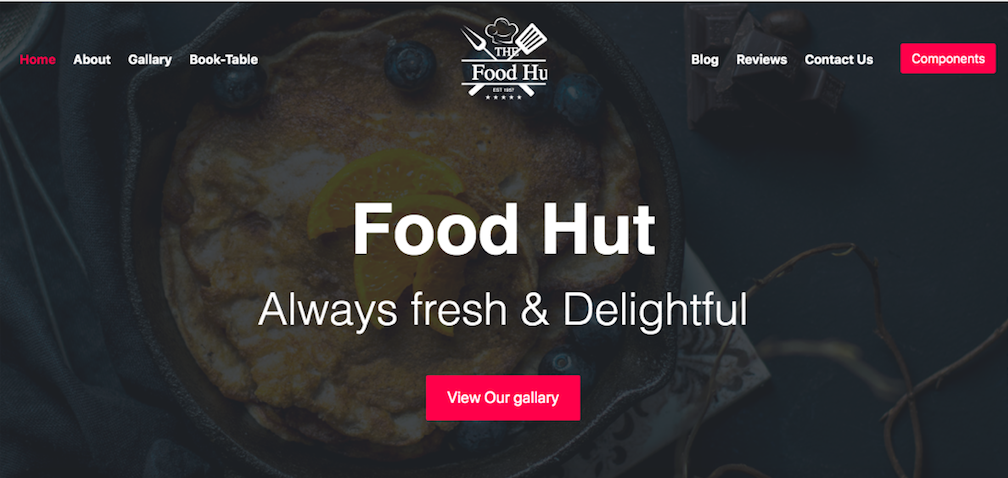 Home About Gallary Book-Table
THE
Food Hu
EST 1957
Blog Reviews Contact Us Components
Food Hut
Always fresh & Delightful
View Our gallary